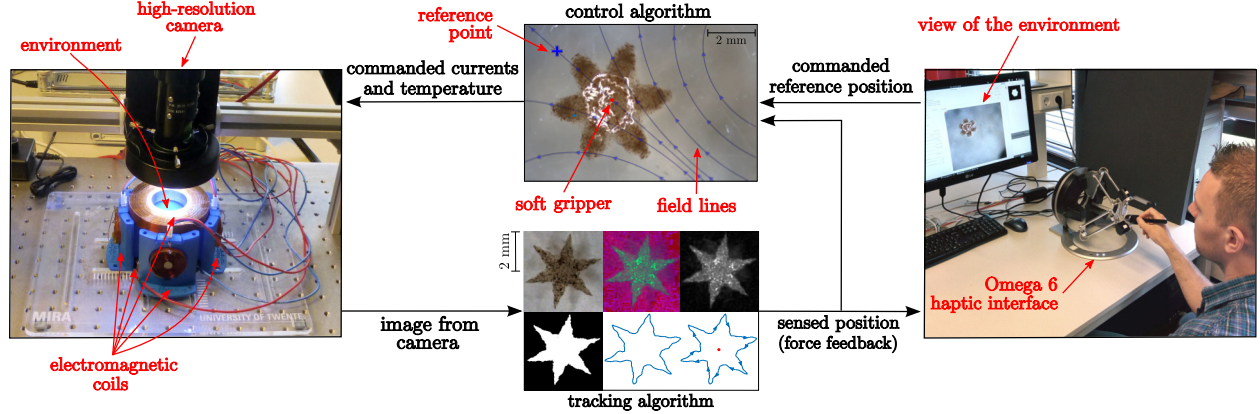 high-resolution
camera
environment
MIRA
UNIVERSITY OF TWENTE
electromagnetic
coils
commanded currents
and temperature
image from
camera
control algorithm
reference
point
2 mm
soft gripper
field lines
2 mm
tracking algorithm
commanded
reference position
sensed position
(force feedback)
view of the environment
Omega 6
haptic interface